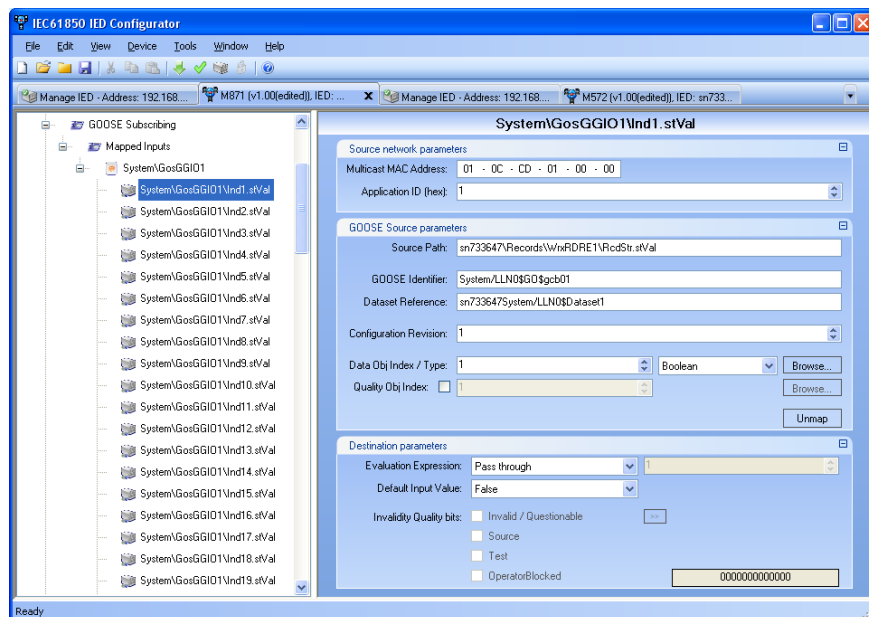 IEC61850 IED Configurator
File Edit View Device Tools Window Help
Manage IED - Address: 192.168.... M871 (v1.00(edited)), IED: ... X Manage IED - Address: 192.168.... M572 (v1.00(edited)), IED: sn733...
GOOSE Subscribing
Mapped Inputs
System\GosGGIO1
System\GosGGIO1\Ind1.stVal
System\GosGGIO1\Ind2.stVal
System\GosGGIO1\Ind3.stVal
System\GosGGIO1\Ind4.stVal
System\GosGGIO1\Ind5.stVal
System\GosGGIO1\Ind6.stVal
System\GosGGIO1\Ind7.stVal
System\GosGGIO1\Ind8.stVal
System\GosGGIO1\Ind9.stVal
System\GosGGIO1\Ind10.stVal
System\GosGGIO1\Ind11.stVal
System\GosGGIO1\Ind12.stVal
System\GosGGIO1\Ind13.stVal
System\GosGGIO1\Ind14.stVal
System\GosGGIO1\Ind15.stVal
System\GosGGIO1\Ind16.stVal
System\GosGGIO1\Ind17.stVal
System\GosGGIO1\Ind18.stVal
System\GosGGIO1\Ind19.stVal
System\GosGGIO1\Ind1.stVal
Source network parameters
Multicast MAC Address: 01 - 0C - CD - 01 - 00 - 00
Application ID (hex): 1
GOOSE Source parameters
Source Path: sn733647\Records\WrxRDRE1\RcdStr.stVal
GOOSE Identifier: System/LLN0$GO$gcb01
Dataset Reference: sn733647System/LLN0$Dataset1
Configuration Revision: 1
Data Obj Index / Type: 1 Boolean Browse...
Quality Obj Index: 1 Browse...
Unmap
Destination parameters
Evaluation Expression: Pass through 1
Default Input Value: False
Invalidity Quality bits: Invalid / Questionable >>
Source
Test
OperatorBlocked 0000000000000
Ready